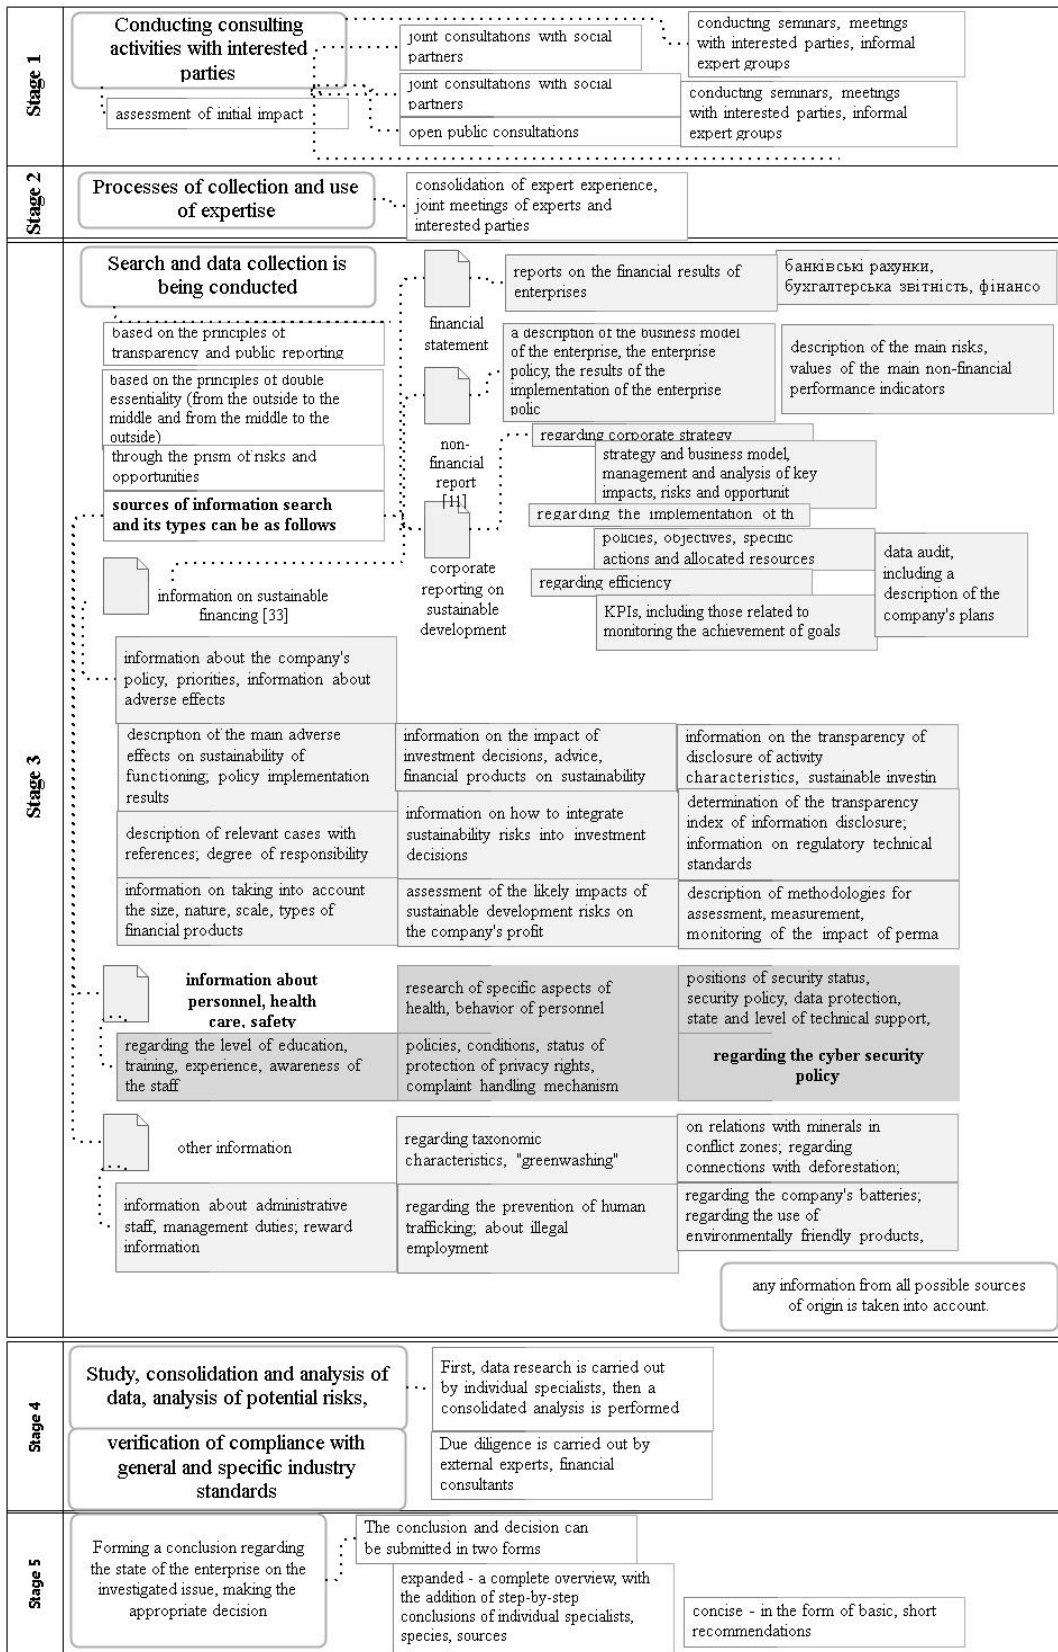 Stage 1
Conducting consulting
activities with interested
parties
assessment of initial impact
joint consultations with social
partners
conducting seminars, meetings
with interested parties, informal
expert groups
joint consultations with social
partners
open public consultations
conducting seminars, meetings
with interested parties, informal
expert groups
Stage 2
Processes of collection and use
of expertise
consolidation of expert experience,
joint meetings of experts and
interested parties
Stage 3
Search and data collection is
being conducted
based on the principles of
transparency and public reporting
based on the principles of double
essentiality (from the outside to the
middle and from the middle to the
outside)
through the prism of risks and
opportunities
sources of information search
and its types can be as follows
financial
statement
reports on the financial results of
enterprises
банківські рахунки,
бухгалтерська звітність, фінансо
non-
financial
report
[11]
a description of the business model
of the enterprise, the enterprise
policy, the results of the
implementation of the enterprise
polic
description of the main risks,
values of the main non-financial
performance indicators
corporate
reporting on
sustainable
development
regarding corporate strategy
strategy and business model,
management and analysis of key
impacts, risks and opportunit
regarding the implementation of th
policies, objectives, specific
actions and allocated resources
regarding efficiency
KPIs, including those related to
monitoring the achievement of goals
data audit,
including a
description of the
company's plans
information on sustainable
financing [33]
information about the company's
policy, priorities, information about
adverse effects
description of the main adverse
effects on sustainability of
functioning; policy implementation
results
information on the impact of
investment decisions, advice,
financial products on sustainability
information on the transparency of
disclosure of activity
characteristics, sustainable investin
description of relevant cases with
references; degree of responsibility
information on how to integrate
sustainability risks into investment
decisions
determination of the transparency
index of information disclosure;
information on regulatory technical
standards
information on taking into account
the size, nature, scale, types of
financial products
assessment of the likely impacts of
sustainable development risks on
the company's profit
description of methodologies for
assessment, measurement,
monitoring of the impact of perma
information about
personnel, health
care, safety
research of specific aspects of
health, behavior of personnel
positions of security status,
security policy, data protection,
state and level of technical support,
regarding the level of education,
training, experience, awareness of
the staff
policies, conditions, status of
protection of privacy rights,
complaint handling mechanism
regarding the cyber security
policy
other information
regarding taxonomic
characteristics, "greenwashing"
on relations with minerals in
conflict zones; regarding
connections with deforestation;
information about administrative
staff, management duties; reward
information
regarding the prevention of human
trafficking; about illegal
employment
regarding the company's batteries;
regarding the use of
environmentally friendly products,
any information from all possible sources
of origin is taken into account.
Stage 4
Study, consolidation and analysis of
data, analysis of potential risks,
First, data research is carried out
by individual specialists, then a
consolidated analysis is performed
verification of compliance with
general and specific industry
standards
Due diligence is carried out by
external experts, financial
consultants
Stage 5
Forming a conclusion regarding
the state of the enterprise on the
investigated issue, making the
appropriate decision
The conclusion and decision can
be submitted in two forms
expanded - a complete overview, with
the addition of step-by-step
conclusions of individual specialists,
species, sources
concise - in the form of basic, short
recommendations